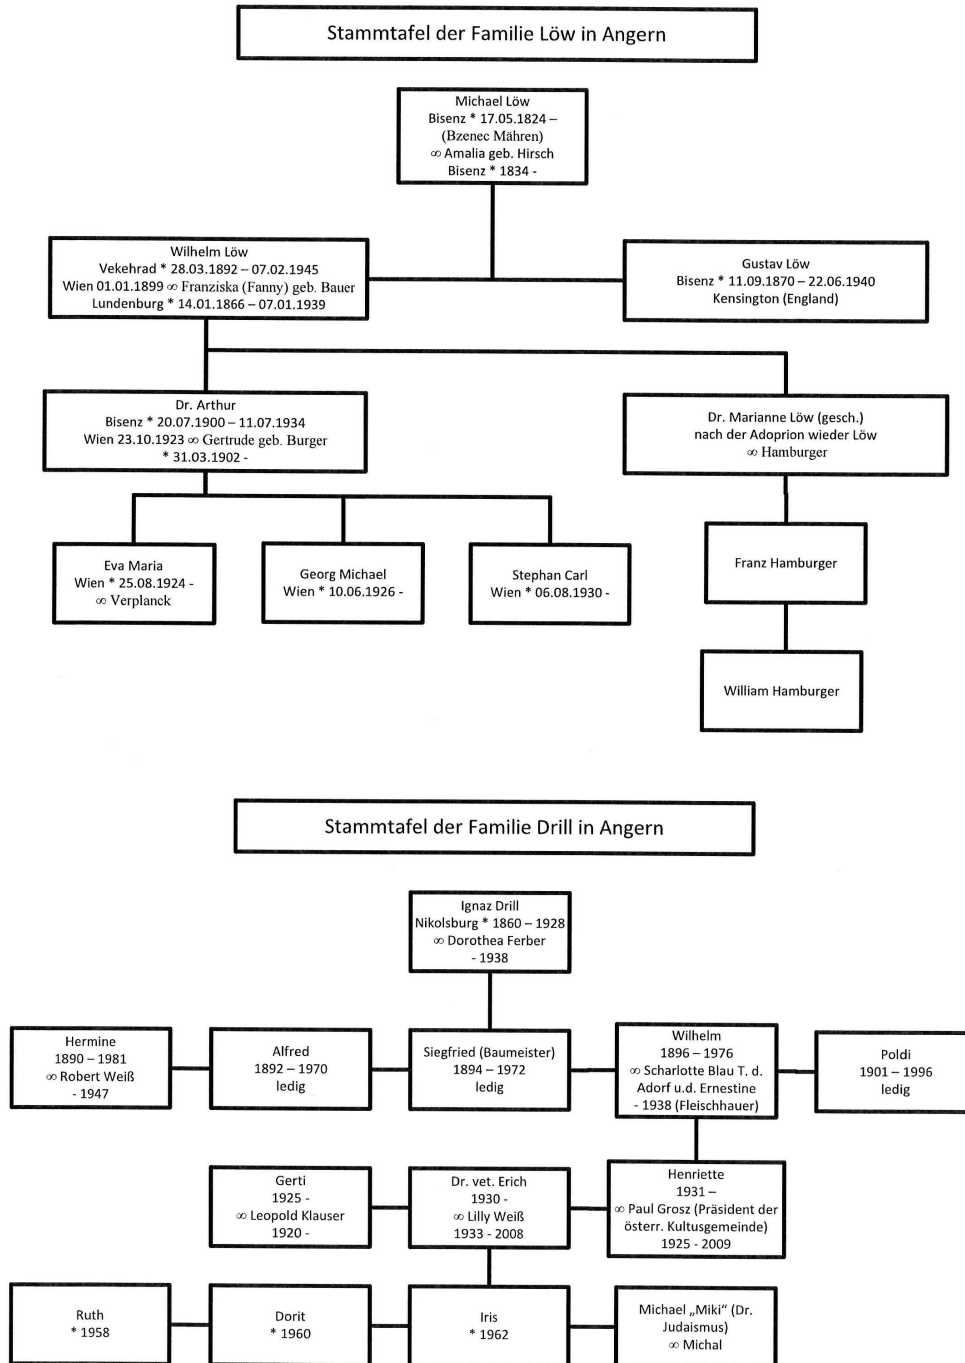 Stammtafel der Familie Löw in Angern
Michael Löw
Bisenz * 17.05.1824 –
(Bzenec Mähren)
∞ Amalia geb. Hirsch
Bisenz * 1834 -
Wilhelm Löw
Vekehrad * 28.03.1892 – 07.02.1945
Wien 01.01.1899 ∞ Franziska (Fanny) geb. Bauer
Lundenburg * 14.01.1866 – 07.01.1939
Gustav Löw
Bisenz * 11.09.1870 – 22.06.1940
Kensington (England)
Dr. Arthur
Bisenz * 20.07.1900 – 11.07.1934
Wien 23.10.1923 ∞ Gertrude geb. Burger
* 31.03.1902 -
Dr. Marianne Löw (gesch.)
nach der Adoprion wieder Löw
∞ Hamburger
Eva Maria
Wien * 25.08.1924 -
∞ Verplanck
Georg Michael
Wien * 10.06.1926 -
Stephan Carl
Wien * 06.08.1930 -
Franz Hamburger
William Hamburger
Stammtafel der Familie Drill in Angern
Ignaz Drill
Nikolsburg * 1860 – 1928
∞ Dorothea Ferber
- 1938
Hermine
1890 – 1981
∞ Robert Weiß
- 1947
Alfred
1892 – 1970
ledig
Siegfried (Baumeister)
1894 – 1972
ledig
Wilhelm
1896 – 1976
∞ Scharlotte Blau T. d.
Adorf u.d. Ernestine
- 1938 (Fleischhauer)
Poldi
1901 – 1996
ledig
Gerti
1925 -
∞ Leopold Klauser
1920 -
Dr. vet. Erich
1930 -
∞ Lilly Weiß
1933 - 2008
Henriette
1931 –
∞ Paul Grosz (Präsident der
österr. Kultusgemeinde)
1925 - 2009
Ruth
* 1958
Dorit
* 1960
Iris
* 1962
Michael „Miki“ (Dr.
Judaismus)
∞ Michal